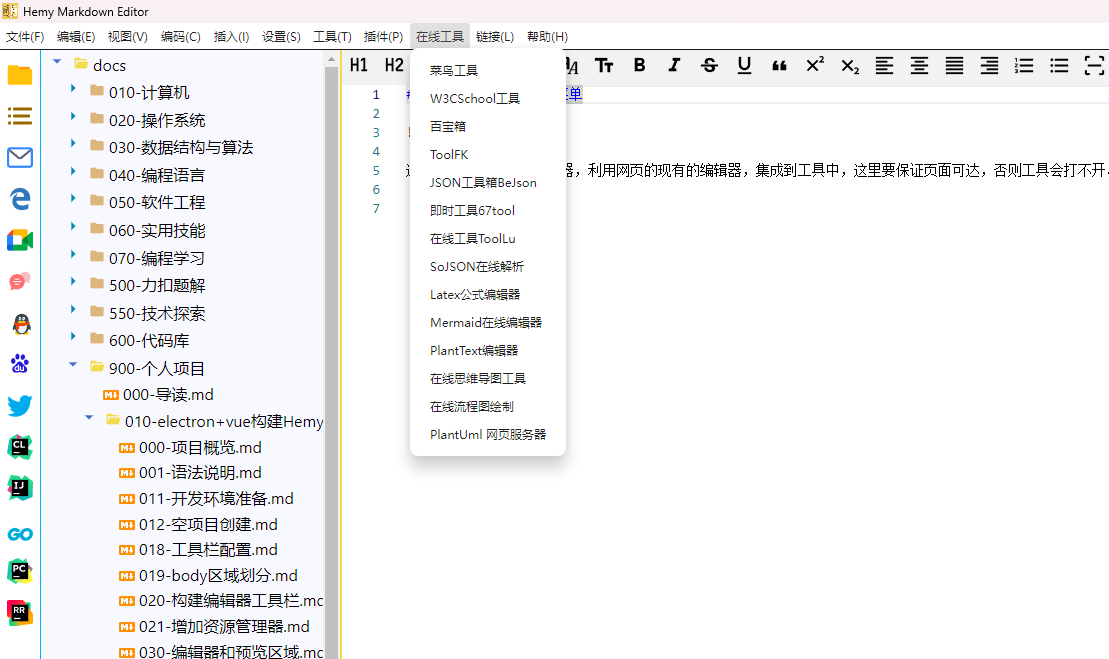 Hemy Markdown Editor
文件(F) 编辑(E) 视图(V) 编码(C) 插入(I) 设置(S) 工具(T) 插件(P) 在线工具 链接(L) 帮助(H)
docs
010-计算机
020-操作系统
030-数据结构与算法
040-编程语言
050-软件工程
060-实用技能
070-编程学习
500-力扣题解
550-技术探索
600-代码库
900-个人项目
000-导读.md
010-electron+vue构建Hemy
000-项目概览.md
001-语法说明.md
011-开发环境准备.md
012-空项目创建.md
018-工具栏配置.md
019-body区域划分.md
020-构建编辑器工具栏.mc
021-增加资源管理器.md
030-编辑器和预览区域.mc
H1 H2
菜鸟工具
W3CSchool工具
百宝箱
ToolFK
JSON工具箱BeJson
即时工具67tool
在线工具ToolLu
SoJSON在线解析
Latex公式编辑器
Mermaid在线编辑器
PlantText编辑器
在线思维导图工具
在线流程图绘制
PlantUml 网页服务器
1 # 单
2
3
4
5 器，利用网页的现有的编辑器，集成到工具中，这里要保证页面可达，否则工具会打不开.
6
7